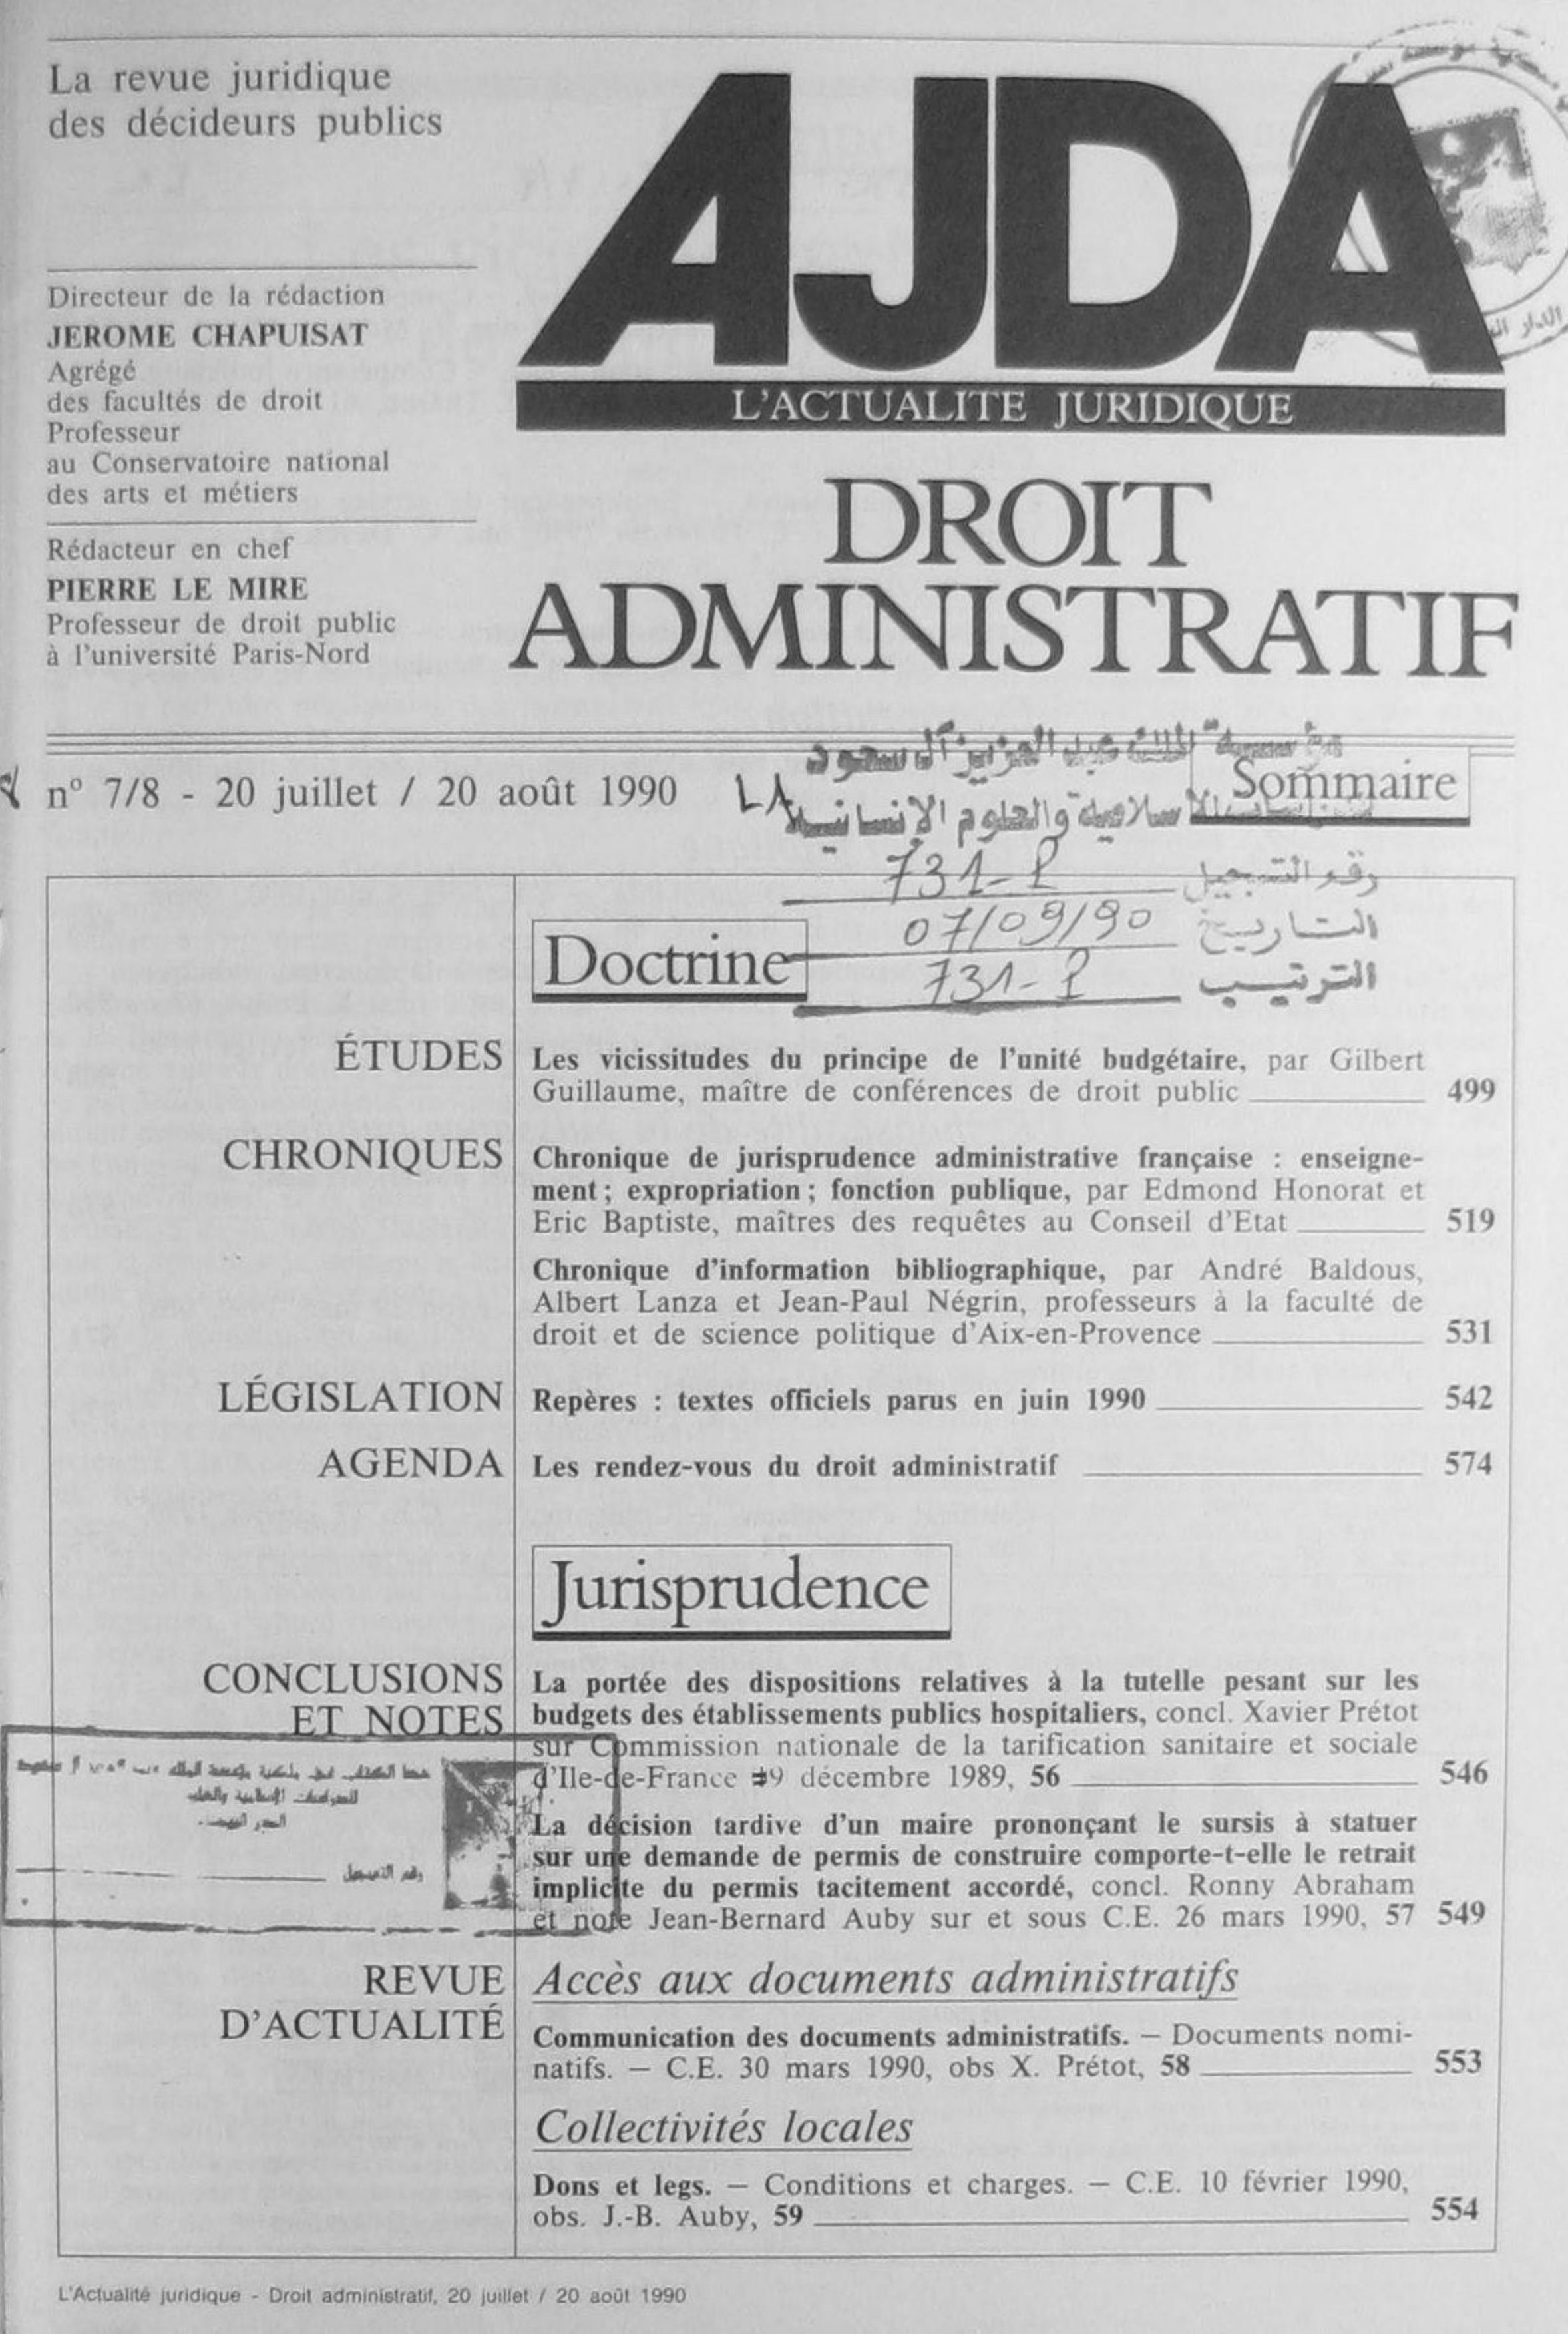 La revue juridique
des décideurs publics
AJDA
L'ACTUALITE JURIDIQUE
DROIT
ADMINISTRATIF
Directeur de la rédaction
JEROME CHAPUISAT
Agrégé
des facultés de droit
Professeur
au Conservatoire national
des arts et métiers
Rédacteur en chef
PIERRE LE MIRE
Professeur de droit public
à l'université Paris-Nord
مؤسسة الملك عبد العزيز آل سعود
nº 7/8 - 20 juillet / 20 août 1990
Sommaire
الإسلامية والعلوم الإنسانية
731-P رقم التسجيل
07/09/90 التاريخ
731-P الترتيب
Doctrine
ÉTUDES
Les vicissitudes du principe de l'unité budgétaire, par Gilbert
Guillaume, maître de conférences de droit public 499
CHRONIQUES
Chronique de jurisprudence administrative française : enseigne-
ment ; expropriation ; fonction publique, par Edmond Honorat et
Eric Baptiste, maîtres des requêtes au Conseil d'Etat 519
Chronique d'information bibliographique, par André Baldous,
Albert Lanza et Jean-Paul Négrin, professeurs à la faculté de
droit et de science politique d'Aix-en-Provence 531
LÉGISLATION
Repères : textes officiels parus en juin 1990 542
AGENDA
Les rendez-vous du droit administratif 574
Jurisprudence
CONCLUSIONS
ET NOTES
La portée des dispositions relatives à la tutelle pesant sur les
budgets des établissements publics hospitaliers, concl. Xavier Prétot
sur Commission nationale de la tarification sanitaire et sociale
d'Ile-de-France 19 décembre 1989, 56 546
La décision tardive d'un maire prononçant le sursis à statuer
sur une demande de permis de construire comporte-t-elle le retrait
implicite du permis tacitement accordé, concl. Ronny Abraham
et note Jean-Bernard Auby sur et sous C.E. 26 mars 1990, 57 549
رقم التسجيل
REVUE
D'ACTUALITÉ
Accès aux documents administratifs
Communication des documents administratifs. — Documents nomi-
natifs. — C.E. 30 mars 1990, obs X. Prétot, 58 553
Collectivités locales
Dons et legs. — Conditions et charges. — C.E. 10 février 1990,
obs. J.-B. Auby, 59 554
L'Actualité juridique - Droit administratif, 20 juillet / 20 août 1990